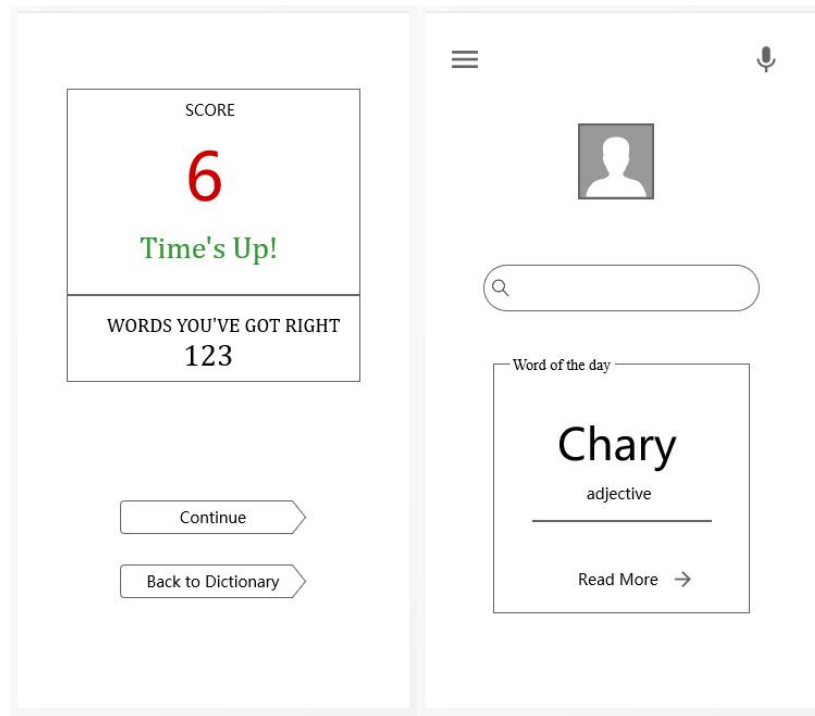 SCORE
6
Time's Up!
WORDS YOU'VE GOT RIGHT
123
Continue
Back to Dictionary
Word of the day
Chary
adjective
Read More